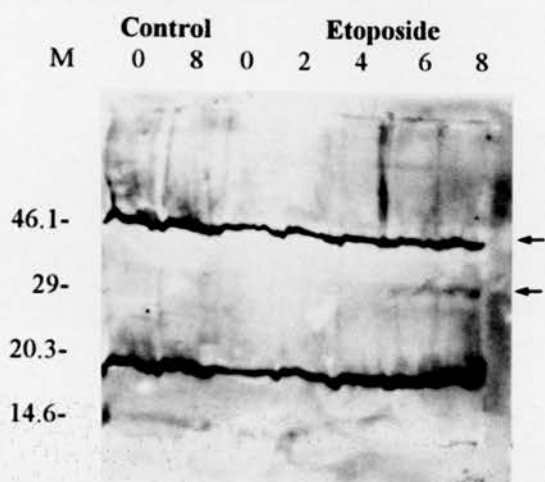 Control Etoposide
M 0 8 0 2 4 6 8
46.1-
29-
20.3-
14.6-